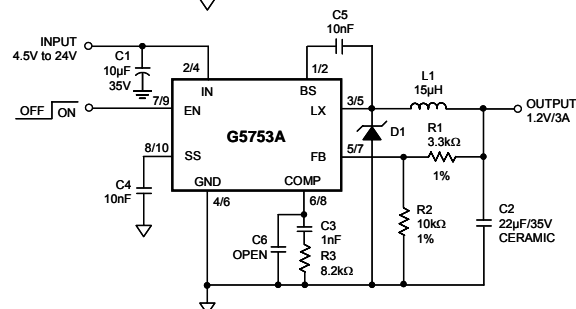 C5
10nF
INPUT
4.5V to 24V
C1
10µF
35V
2/4
1/2
IN
BS
L1
15µH
7/9
EN
LX
3/5
OUTPUT
1.2V/3A
OFF
ON
G5753A
D1
R1
3.3kΩ
1%
8/10
SS
FB
5/7
C4
10nF
GND
COMP
4/6
6/8
C6
OPEN
C3
1nF
R3
8.2kΩ
R2
10kΩ
1%
C2
22µF/35V
CERAMIC